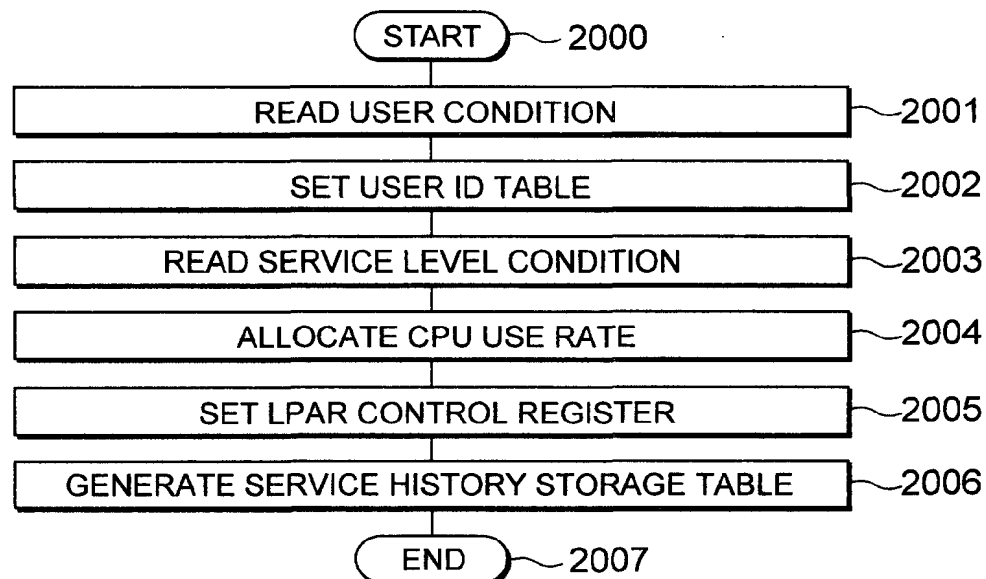 START 2000
READ USER CONDITION 2001
SET USER ID TABLE 2002
READ SERVICE LEVEL CONDITION 2003
ALLOCATE CPU USE RATE 2004
SET LPAR CONTROL REGISTER 2005
GENERATE SERVICE HISTORY STORAGE TABLE 2006
END 2007